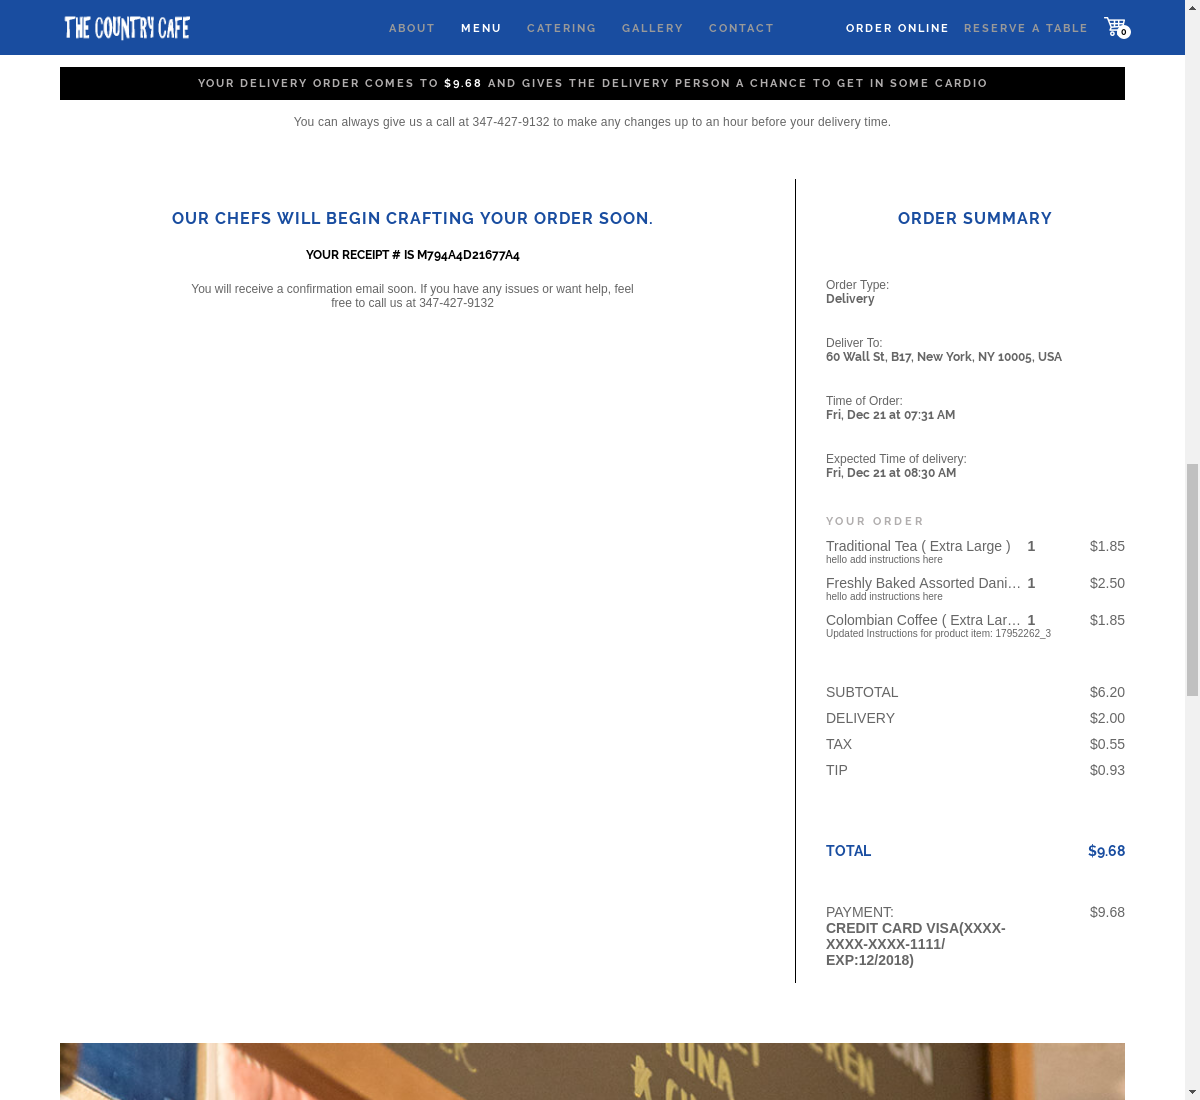 THE COUNTRY CAFE
ABOUT MENU CATERING GALLERY CONTACT ORDER ONLINE RESERVE A TABLE 0
YOUR DELIVERY ORDER COMES TO $9.68 AND GIVES THE DELIVERY PERSON A CHANCE TO GET IN SOME CARDIO
You can always give us a call at 347-427-9132 to make any changes up to an hour before your delivery time.
OUR CHEFS WILL BEGIN CRAFTING YOUR ORDER SOON.
YOUR RECEIPT # IS M794A4D21677A4
You will receive a confirmation email soon. If you have any issues or want help, feel
free to call us at 347-427-9132
ORDER SUMMARY
Order Type:
Delivery
Deliver To:
60 Wall St, B17, New York, NY 10005, USA
Time of Order:
Fri, Dec 21 at 07:31 AM
Expected Time of delivery:
Fri, Dec 21 at 08:30 AM
YOUR ORDER
Traditional Tea ( Extra Large ) 1 $1.85
hello add instructions here
Freshly Baked Assorted Dani... 1 $2.50
hello add instructions here
Colombian Coffee ( Extra Lar... 1 $1.85
Updated Instructions for product item: 17952262_3
SUBTOTAL $6.20
DELIVERY $2.00
TAX $0.55
TIP $0.93
TOTAL $9.68
PAYMENT: $9.68
CREDIT CARD VISA(XXXX-
XXXX-XXXX-1111/
EXP:12/2018)
TUNA